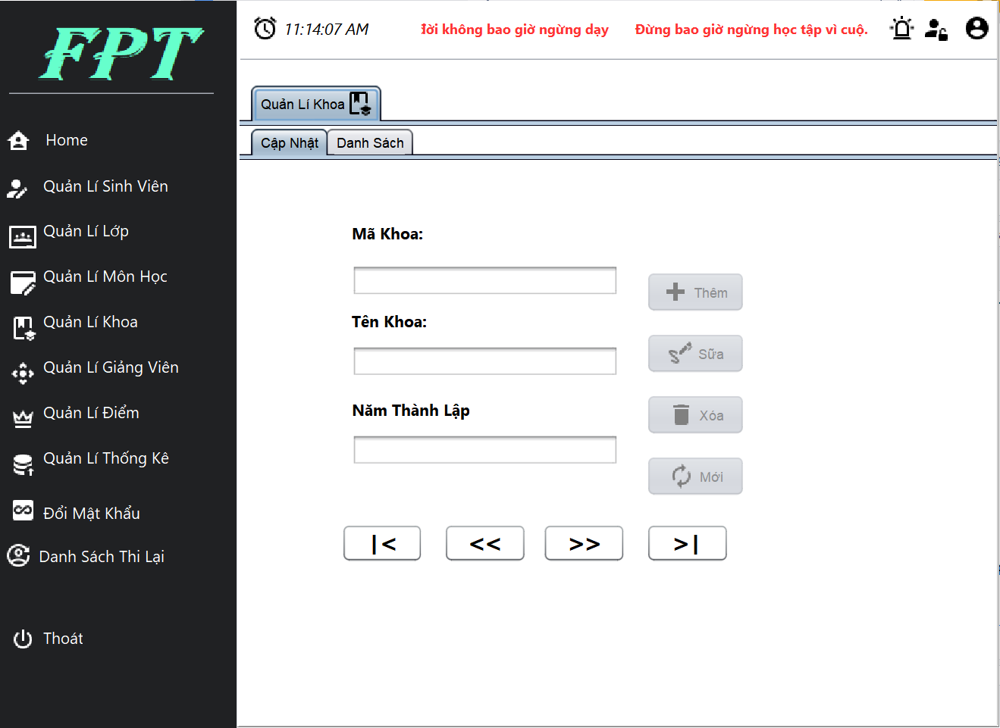 FPT
Home
Quản Lí Sinh Viên
Quản Lí Lớp
Quản Lí Môn Học
Quản Lí Khoa
Quản Lí Giảng Viên
Quản Lí Điểm
Quản Lí Thống Kê
Đổi Mật Khẩu
Danh Sách Thi Lại
Thoát
11:14:07 AM
đời không bao giờ ngừng dạy Đừng bao giờ ngừng học tập vì cuộ.
Quản Lí Khoa
Cập Nhật
Danh Sách
Mã Khoa:
Tên Khoa:
Năm Thành Lập
Thêm
Sữa
Xóa
Mới
|< << >> >|